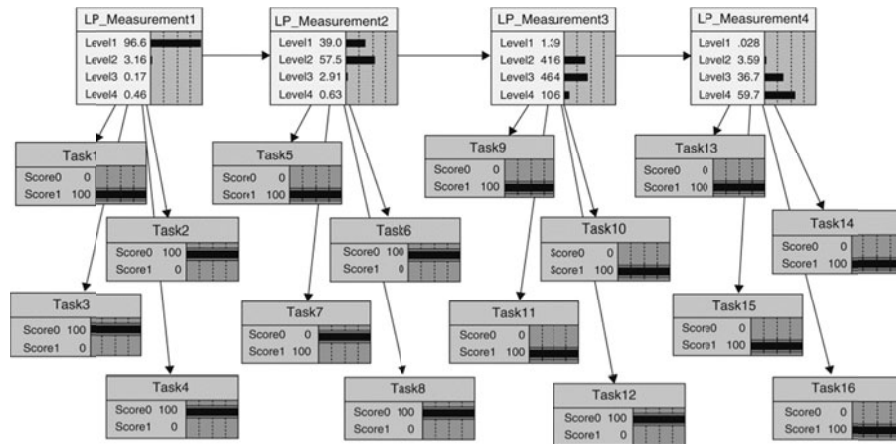 LP_Measurement1
Level1 96.6
Level2 3.16
Level3 0.17
Level4 0.46
LP_Measurement2
Level1 39.0
Level2 57.5
Level3 2.91
Level4 0.63
LP_Measurement3
Level1 1.39
Level2 416
Level3 464
Level4 106
LP_Measurement4
Level1 .028
Level2 3.59
Level3 36.7
Level4 59.7
Task1
Score0 0
Score1 100
Task5
Score0 0
Score1 100
Task9
Score0 0
Score1 100
Task13
Score0 0
Score1 100
Task2
Score0 100
Score1 0
Task6
Score0 100
Score1 0
Task10
Score0 0
Score1 100
Task14
Score0 0
Score1 100
Task3
Score0 100
Score1 0
Task7
Score0 0
Score1 100
Task11
Score0 0
Score1 100
Task15
Score0 0
Score1 100
Task4
Score0 100
Score1 0
Task8
Score0 100
Score1 0
Task12
Score0 100
Score1 0
Task16
Score0 0
Score1 100